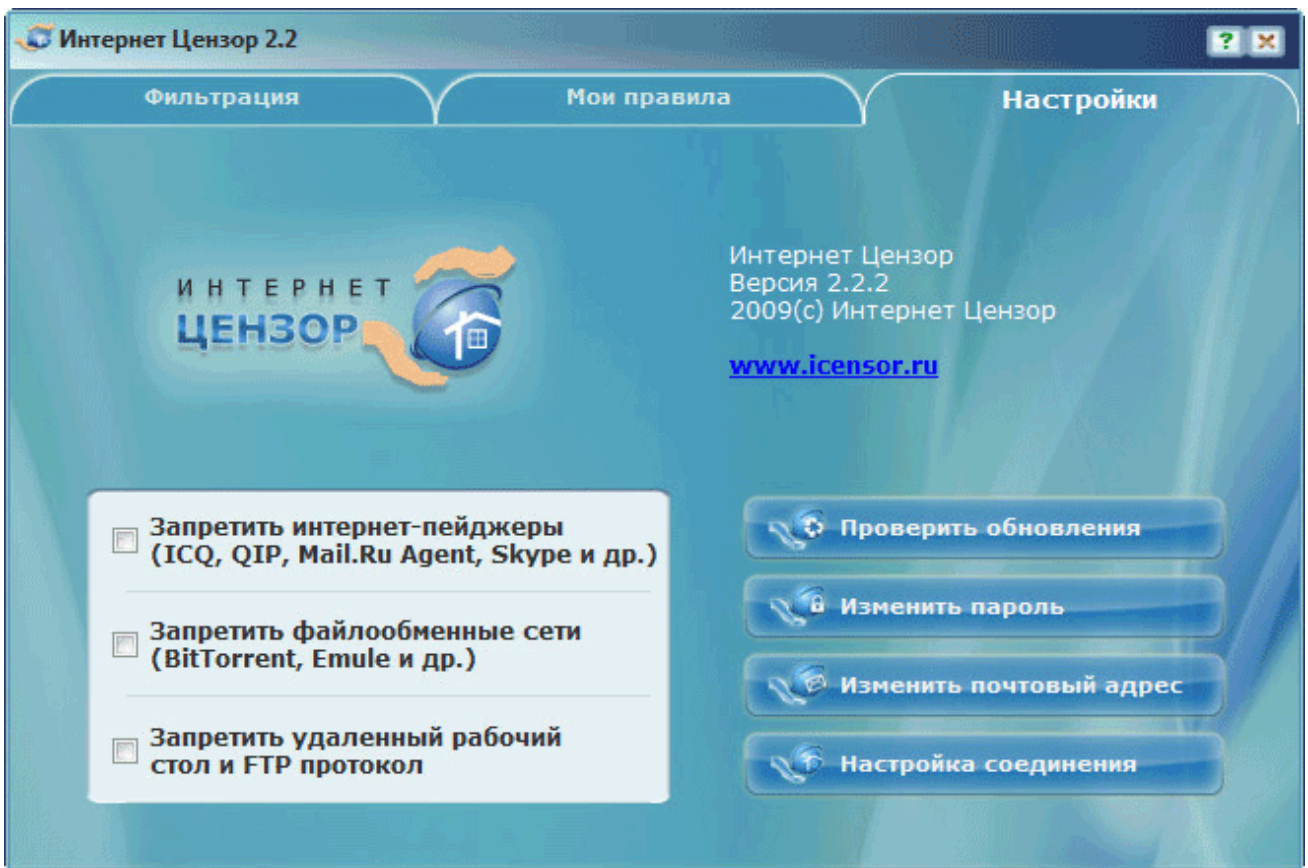 Интернет Цензор 2.2
Фильтрация
Мои правила
Настройки
ИНТЕРНЕТ
ЦЕНЗОР
Интернет Цензор
Версия 2.2.2
2009(c) Интернет Цензор
www.icensor.ru
Запретить интернет-пейджеры
(ICQ, QIP, Mail.Ru Agent, Skype и др.)
Запретить файлообменные сети
(BitTorrent, Emule и др.)
Запретить удаленный рабочий
стол и FTP протокол
Проверить обновления
Изменить пароль
Изменить почтовый адрес
Настройка соединения